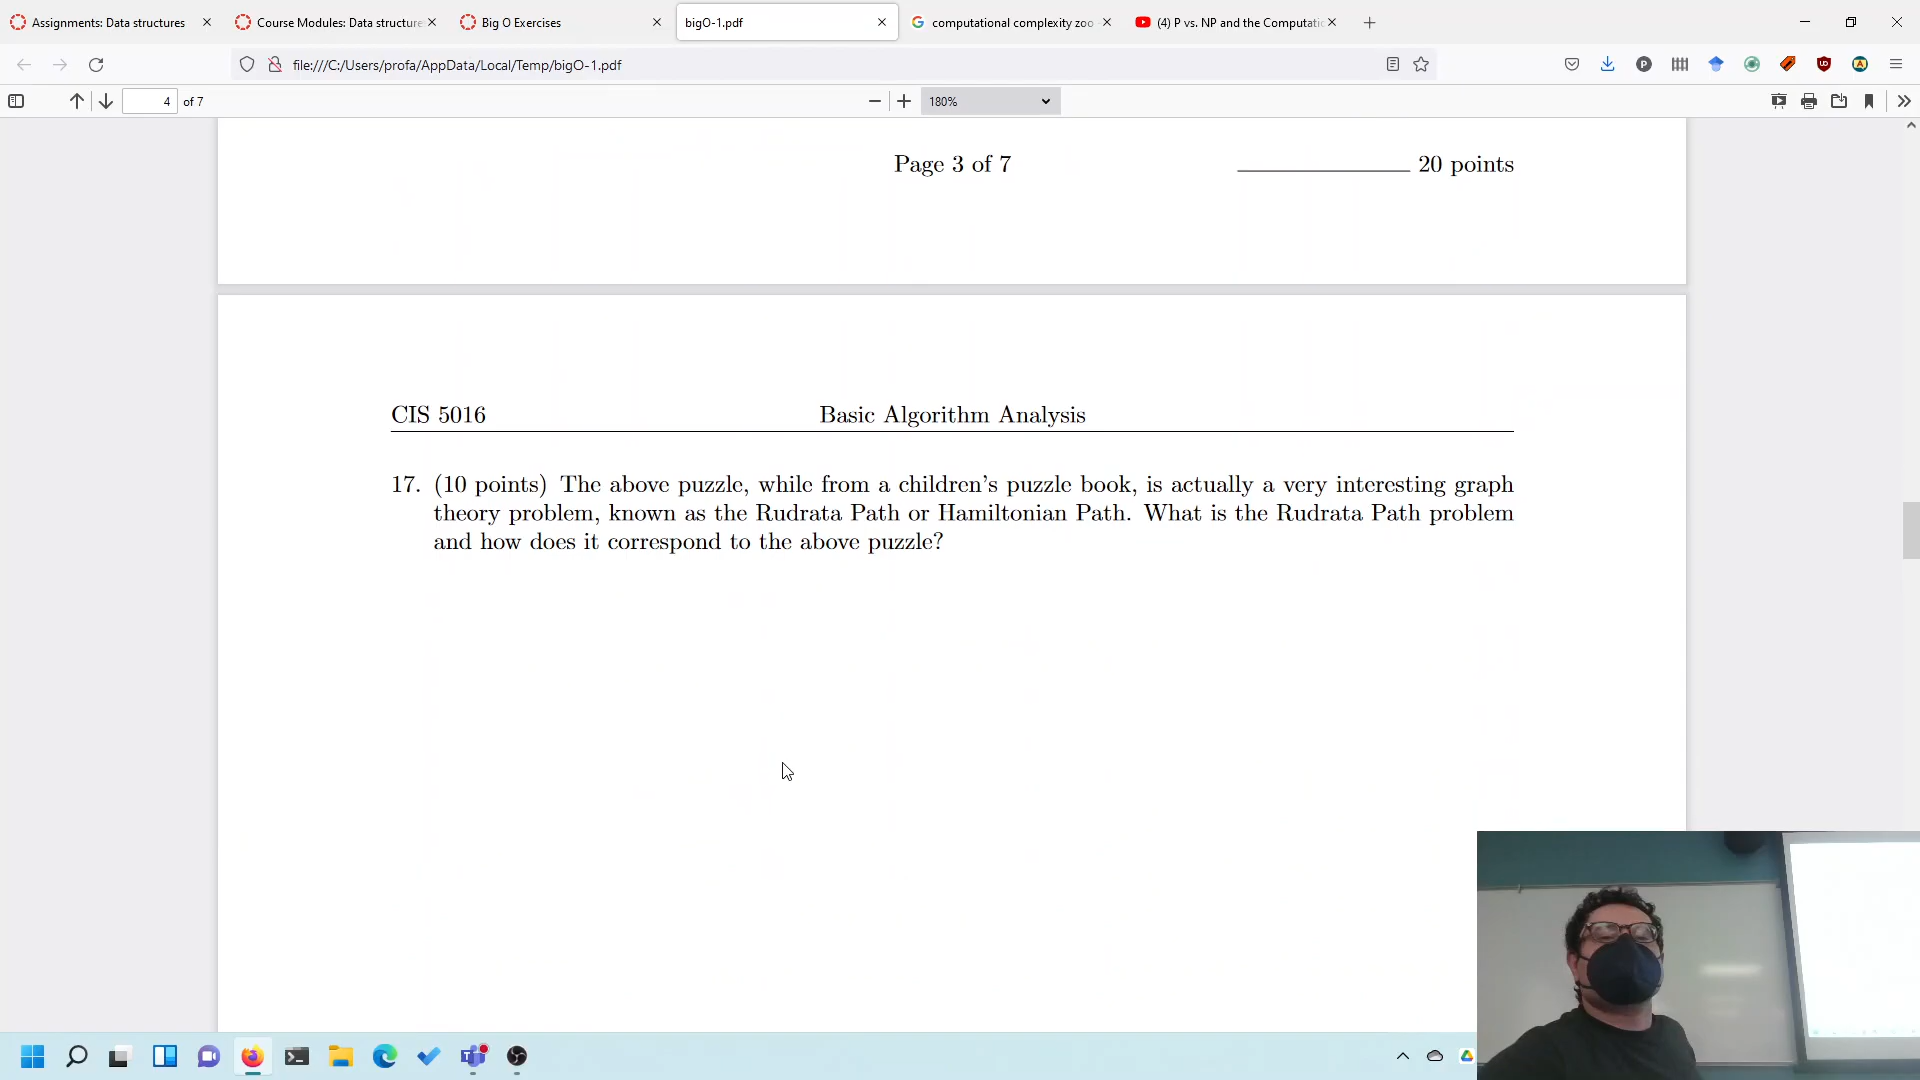 Assignments: Data structures
Course Modules: Data structure
Big O Exercises
bigO-1.pdf
computational complexity zoo -
(4) P vs. NP and the Computatio
file:///C:/Users/profa/AppData/Local/Temp/bigO-1.pdf
4 of 7
180%
Page 3 of 7
20 points
CIS 5016
Basic Algorithm Analysis
17. (10 points) The above puzzle, while from a children's puzzle book, is actually a very interesting graph
theory problem, known as the Rudrata Path or Hamiltonian Path. What is the Rudrata Path problem
and how does it correspond to the above puzzle?